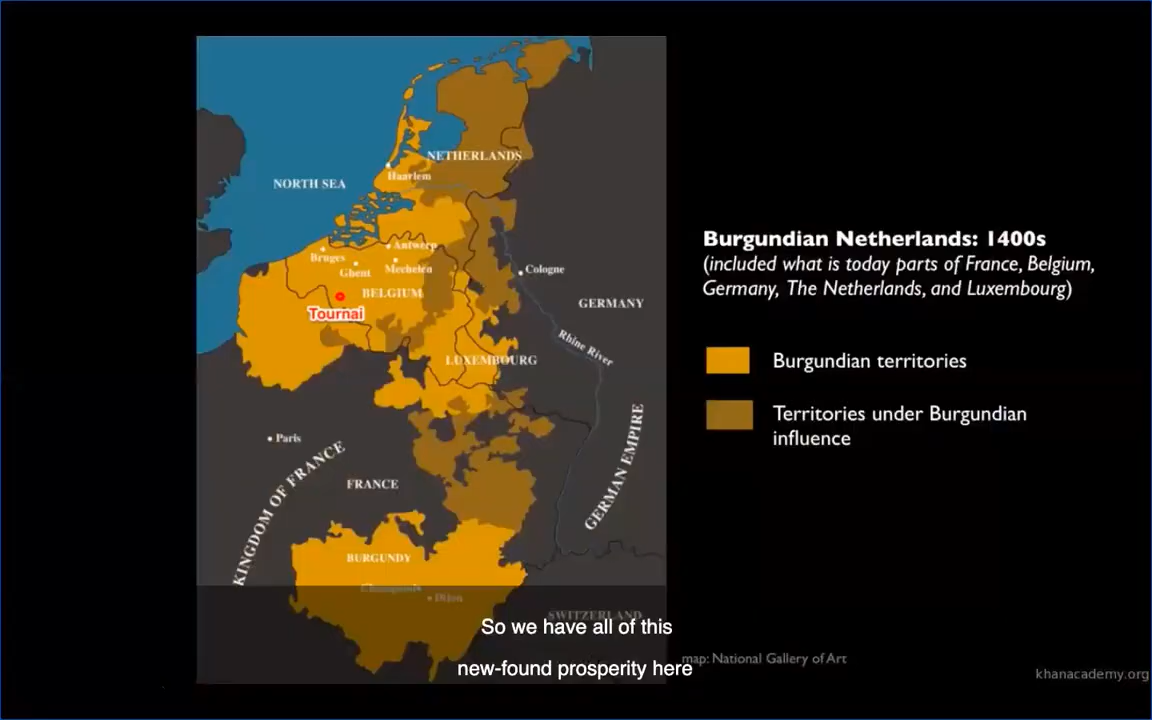 NETHERLANDS
Haarlem
NORTH SEA
Antwerp
Bruges
Ghent
Mechelen
Cologne
BELGIUM
Tournai
GERMANY
Rhine River
LUXEMBOURG
Paris
KINGDOM OF FRANCE
FRANCE
GERMAN EMPIRE
BURGUNDY
Dijon
SWITZERLAND
Burgundian Netherlands: 1400s
(included what is today parts of France, Belgium,
Germany, The Netherlands, and Luxembourg)
Burgundian territories
Territories under Burgundian
influence
So we have all of this
new-found prosperity here
map: National Gallery of Art
khanacademy.org